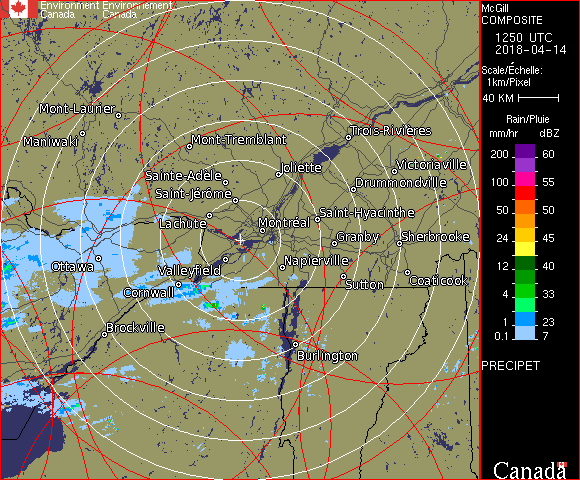 Environment Environnement
Canada Canada
McGill
COMPOSITE
1250 UTC
2018-04-14
Scale/Échelle:
1km/Pixel
40 KM
Rain/Pluie
mm/hr dBZ
200 60
55
100 55
50 50
24 45
12 40
4 33
1 23
0.1 7
PRECIPET
Mont-Laurier
Maniwaki
Mont-Tremblant
Trois-Rivières
Sainte-Adèle
Joliette
Victoriaville
Saint-Jérôme
Drummondville
Lachute
Montréal
Saint-Hyacinthe
Granby
Sherbrooke
Ottawa
Valleyfield
Napierville
Cornwall
Sutton
Coaticook
Brockville
Burlington
Canada